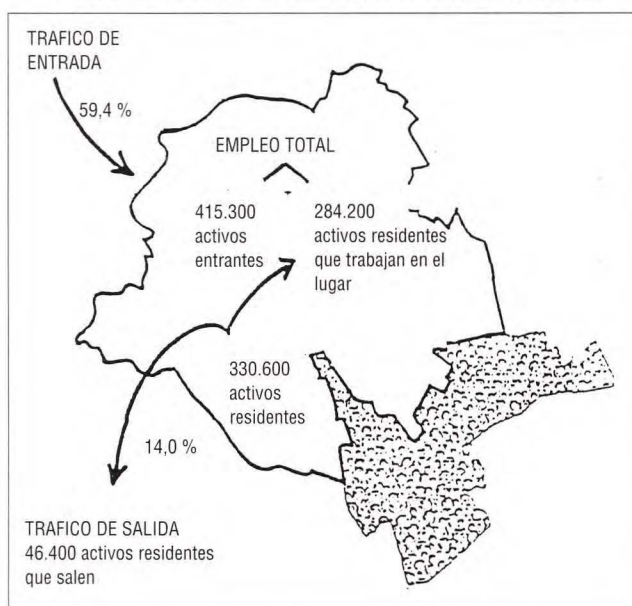 TRAFICO DE
ENTRADA
59,4 %
EMPLEO TOTAL
415.300
activos
entrantes
284.200
activos residentes
que trabajan en el
lugar
330.600
activos
residentes
14,0 %
TRAFICO DE SALIDA
46.400 activos residentes
que salen